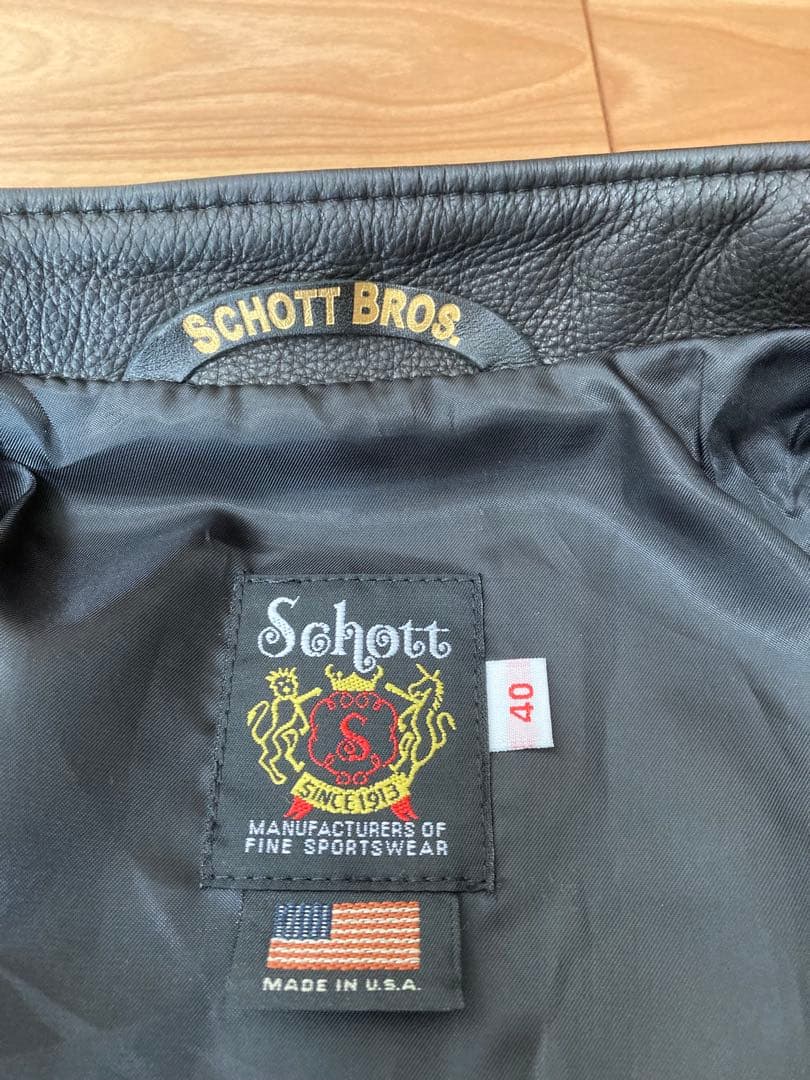 SCHOTT BROS.
Schott
S
SINCE 1913
40
MANUFACTURERS OF
FINE SPORTSWEAR
MADE IN U.S.A.